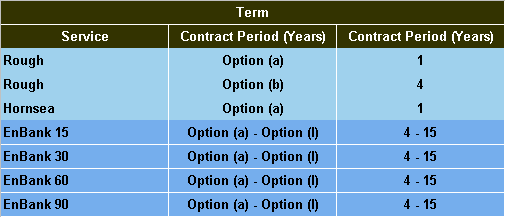 Term
Service Contract Period (Years) Contract Period (Years)
Rough Option (a) 1
Rough Option (b) 4
Hornsea Option (a) 1
EnBank 15 Option (a) - Option (l) 4 - 15
EnBank 30 Option (a) - Option (l) 4 - 15
EnBank 60 Option (a) - Option (l) 4 - 15
EnBank 90 Option (a) - Option (l) 4 - 15